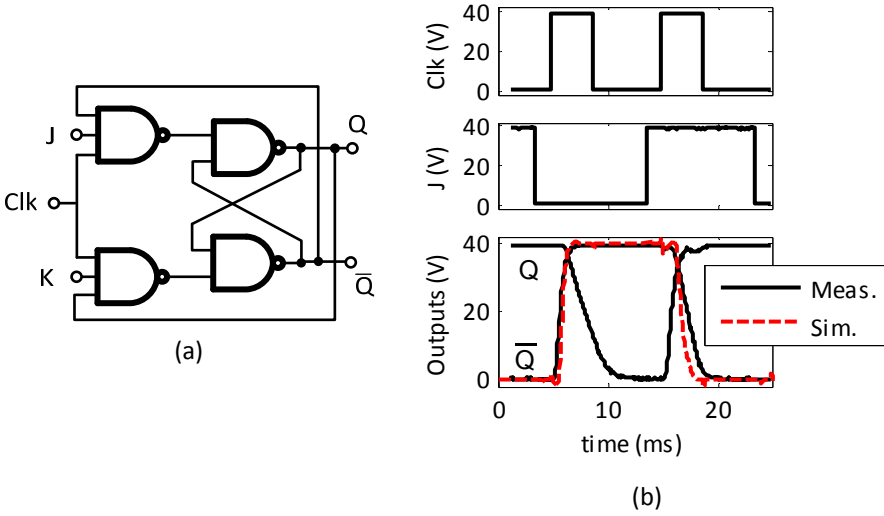 J
Clk
K
Q
Q̅
(a)
Clk (V)
40
20
0
J (V)
40
20
0
Outputs (V)
40
20
0
Q
Q̅
Meas.
Sim.
0 10 20
time (ms)
(b)